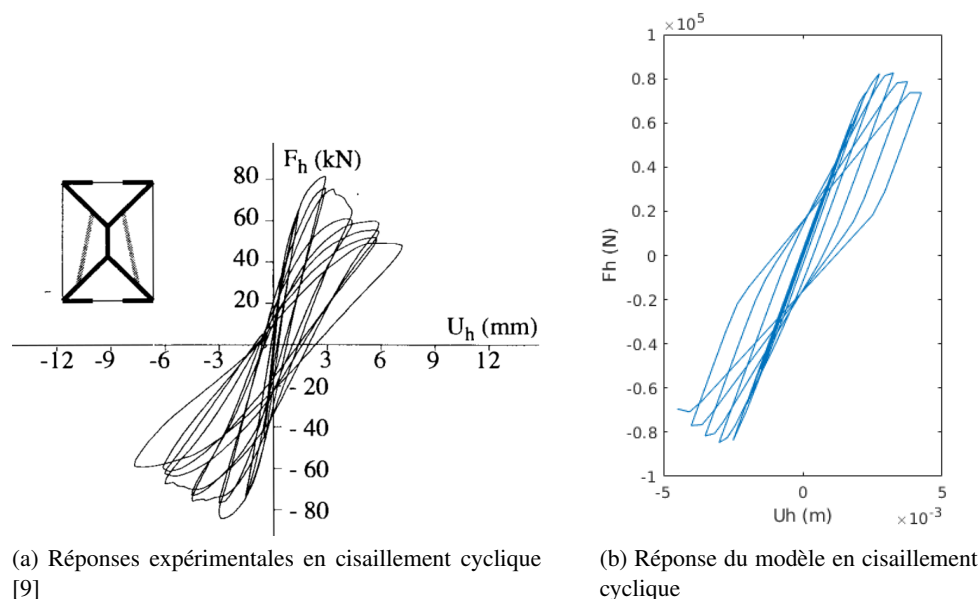 F_h (kN)
80
60
40
20
U_h (mm)
-12 -9 -6 -3 3 6 9 12
- 20
- 40
- 60
- 80
×10^5
1
0.8
0.6
0.4
0.2
0
-0.2
-0.4
-0.6
-0.8
-1
Fh (N)
-5 0 5
Uh (m)
×10^-3
(a) Réponses expérimentales en cisaillement cyclique
[9]
(b) Réponse du modèle en cisaillement
cyclique